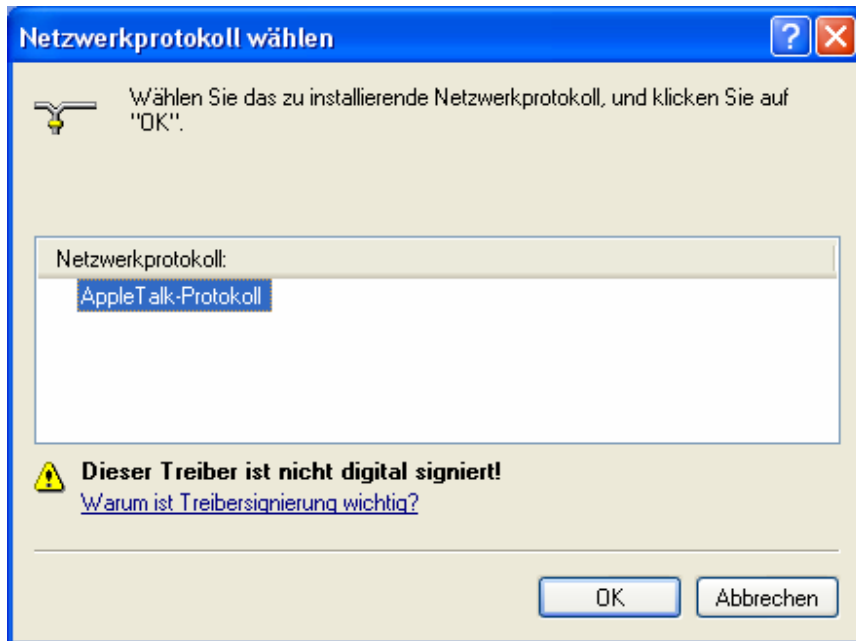 Netzwerkprotokoll wählen
Wählen Sie das zu installierende Netzwerkprotokoll, und klicken Sie auf
"OK".
Netzwerkprotokoll:
AppleTalk-Protokoll
Dieser Treiber ist nicht digital signiert!
Warum ist Treibersignierung wichtig?
OK
Abbrechen